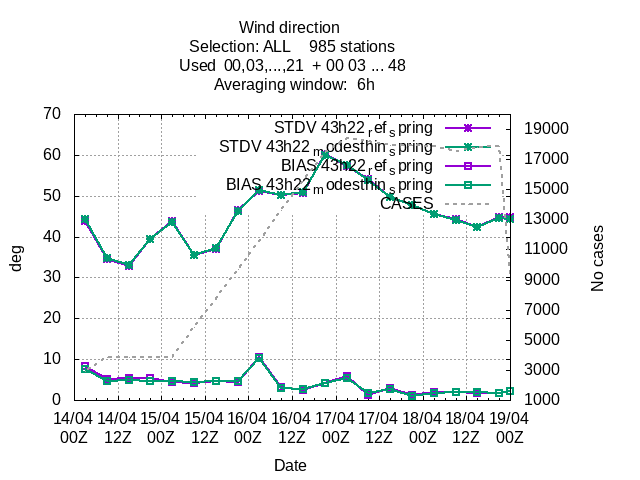 Wind direction
Selection: ALL 985 stations
Used 00,03,...,21 + 00 03 ... 48
Averaging window: 6h
STDV 43h22_ref_spring
STDV 43h22_modesthin_spring
BIAS 43h22_ref_spring
BIAS 43h22_modesthin_spring
CASES
70
60
50
40
30
20
10
0
deg
19000
17000
15000
13000
11000
9000
7000
5000
3000
1000
No cases
14/04 14/04 15/04 15/04 16/04 16/04 17/04 17/04 18/04 18/04 19/04
00Z 12Z 00Z 12Z 00Z 12Z 00Z 12Z 00Z 12Z 00Z
Date